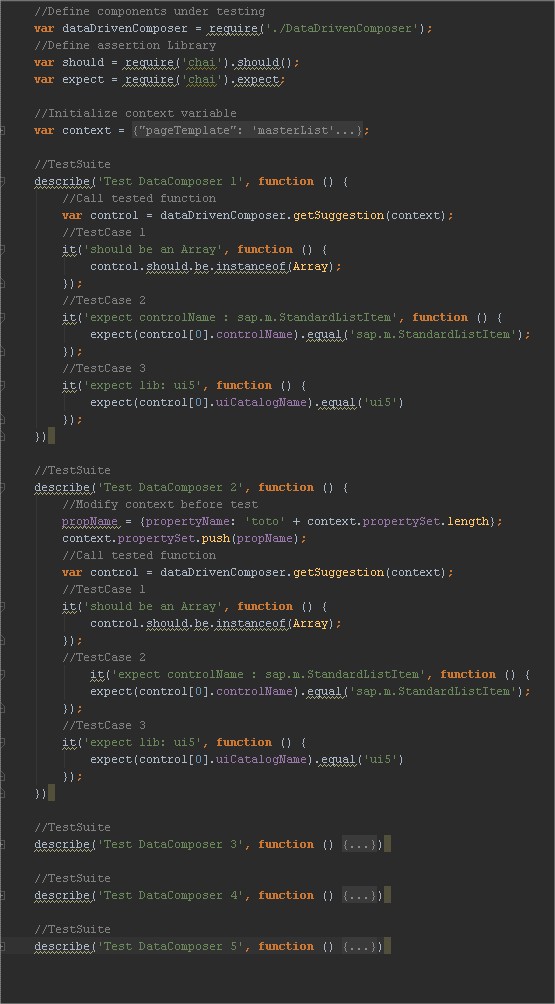 //Define components under testing
var dataDrivenComposer = require('./DataDrivenComposer');
//Define assertion Library
var should = require('chai').should();
var expect = require('chai').expect;

//Initialize context variable
var context = {"pageTemplate": 'masterList'...};

//TestSuite
describe('Test DataComposer 1', function () {
    //Call tested function
    var control = dataDrivenComposer.getSuggestion(context);
    //TestCase 1
    it('should be an Array', function () {
        control.should.be.instanceof(Array);
    });
    //TestCase 2
    it('expect controlName : sap.m.StandardListItem', function () {
        expect(control[0].controlName).equal('sap.m.StandardListItem');
    });
    //TestCase 3
    it('expect lib: ui5', function () {
        expect(control[0].uiCatalogName).equal('ui5')
    });
})

//TestSuite
describe('Test DataComposer 2', function () {
    //Modify context before test
    propName = {propertyName: 'toto' + context.propertySet.length};
    context.propertySet.push(propName);
    //Call tested function
    var control = dataDrivenComposer.getSuggestion(context);
    //TestCase 1
    it('should be an Array', function () {
        control.should.be.instanceof(Array);
    });
    //TestCase 2
        it('expect controlName : sap.m.StandardListItem', function () {
        expect(control[0].controlName).equal('sap.m.StandardListItem');
    });
    //TestCase 3
    it('expect lib: ui5', function () {
        expect(control[0].uiCatalogName).equal('ui5')
    });
})

//TestSuite
describe('Test DataComposer 3', function () {...})

//TestSuite
describe('Test DataComposer 4', function () {...})

//TestSuite
describe('Test DataComposer 5', function () {...})